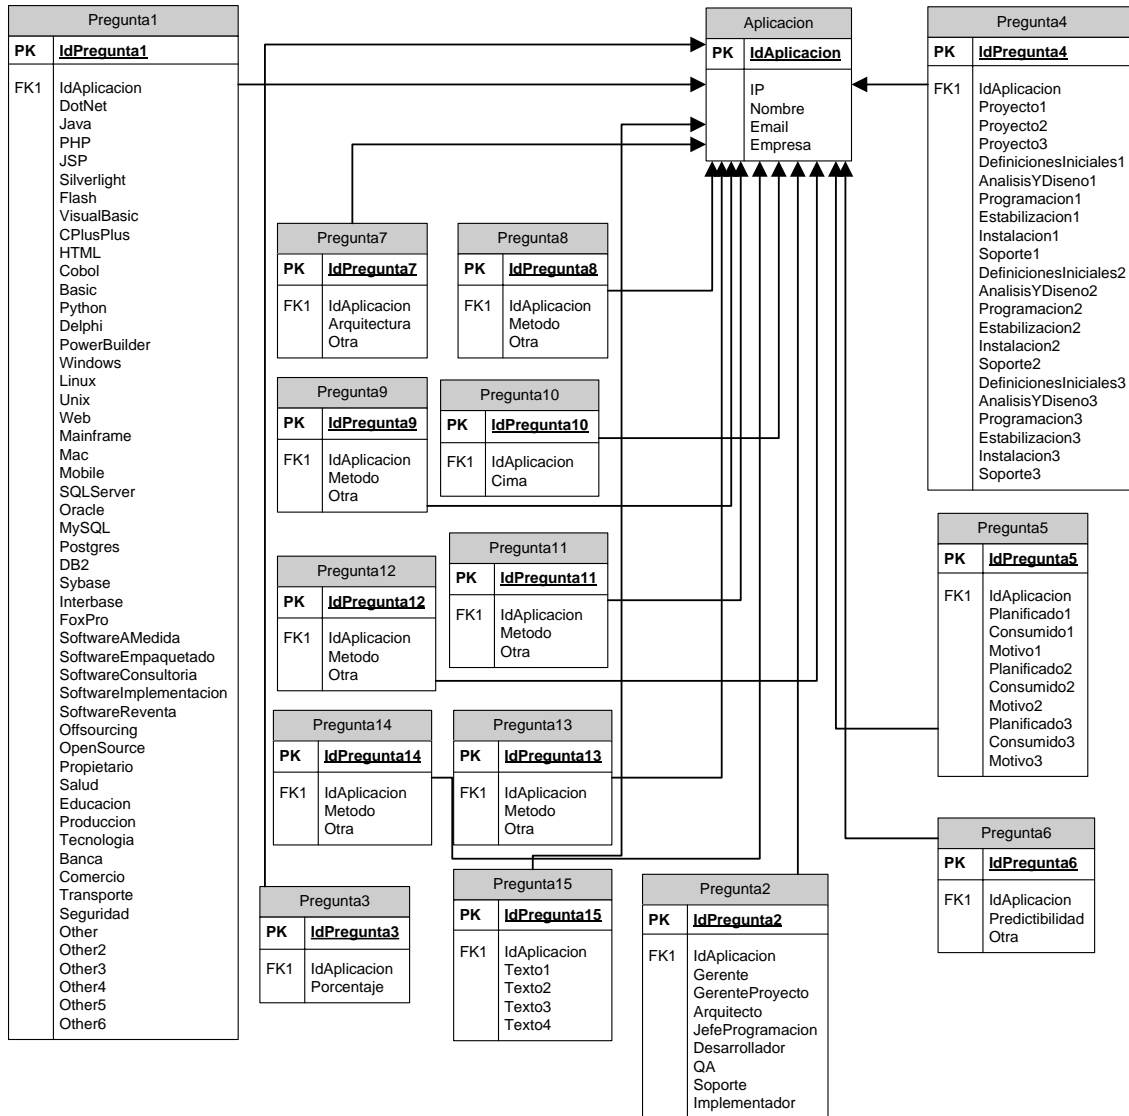 Pregunta1
PK IdPregunta1
FK1 IdAplicacion
DotNet
Java
PHP
JSP
Silverlight
Flash
VisualBasic
CPlusPlus
HTML
Cobol
Basic
Python
Delphi
PowerBuilder
Windows
Linux
Unix
Web
Mainframe
Mac
Mobile
SQLServer
Oracle
MySQL
Postgres
DB2
Sybase
Interbase
FoxPro
SoftwareAMedida
SoftwareEmpaquetado
SoftwareConsultoria
SoftwareImplementacion
SoftwareReventa
Offsourcing
OpenSource
Propietario
Salud
Educacion
Produccion
Tecnologia
Banca
Comercio
Transporte
Seguridad
Other
Other2
Other3
Other4
Other5
Other6
Aplicacion
PK IdAplicacion
IP
Nombre
Email
Empresa
Pregunta4
PK IdPregunta4
FK1 IdAplicacion
Proyecto1
Proyecto2
Proyecto3
DefinicionesIniciales1
AnalisisYDiseno1
Programacion1
Estabilizacion1
Instalacion1
Soporte1
DefinicionesIniciales2
AnalisisYDiseno2
Programacion2
Estabilizacion2
Instalacion2
Soporte2
DefinicionesIniciales3
AnalisisYDiseno3
Programacion3
Estabilizacion3
Instalacion3
Soporte3
Pregunta7
PK IdPregunta7
FK1 IdAplicacion
Arquitectura
Otra
Pregunta8
PK IdPregunta8
FK1 IdAplicacion
Metodo
Otra
Pregunta9
PK IdPregunta9
FK1 IdAplicacion
Metodo
Otra
Pregunta10
PK IdPregunta10
FK1 IdAplicacion
Cima
Pregunta5
PK IdPregunta5
FK1 IdAplicacion
Planificado1
Consumido1
Motivo1
Planificado2
Consumido2
Motivo2
Planificado3
Consumido3
Motivo3
Pregunta11
PK IdPregunta11
FK1 IdAplicacion
Metodo
Otra
Pregunta12
PK IdPregunta12
FK1 IdAplicacion
Metodo
Otra
Pregunta14
PK IdPregunta14
FK1 IdAplicacion
Metodo
Otra
Pregunta13
PK IdPregunta13
FK1 IdAplicacion
Metodo
Otra
Pregunta6
PK IdPregunta6
FK1 IdAplicacion
Predictibilidad
Otra
Pregunta3
PK IdPregunta3
FK1 IdAplicacion
Porcentaje
Pregunta15
PK IdPregunta15
FK1 IdAplicacion
Texto1
Texto2
Texto3
Texto4
Pregunta2
PK IdPregunta2
FK1 IdAplicacion
Gerente
GerenteProyecto
Arquitecto
JefeProgramacion
Desarrollador
QA
Soporte
Implementador